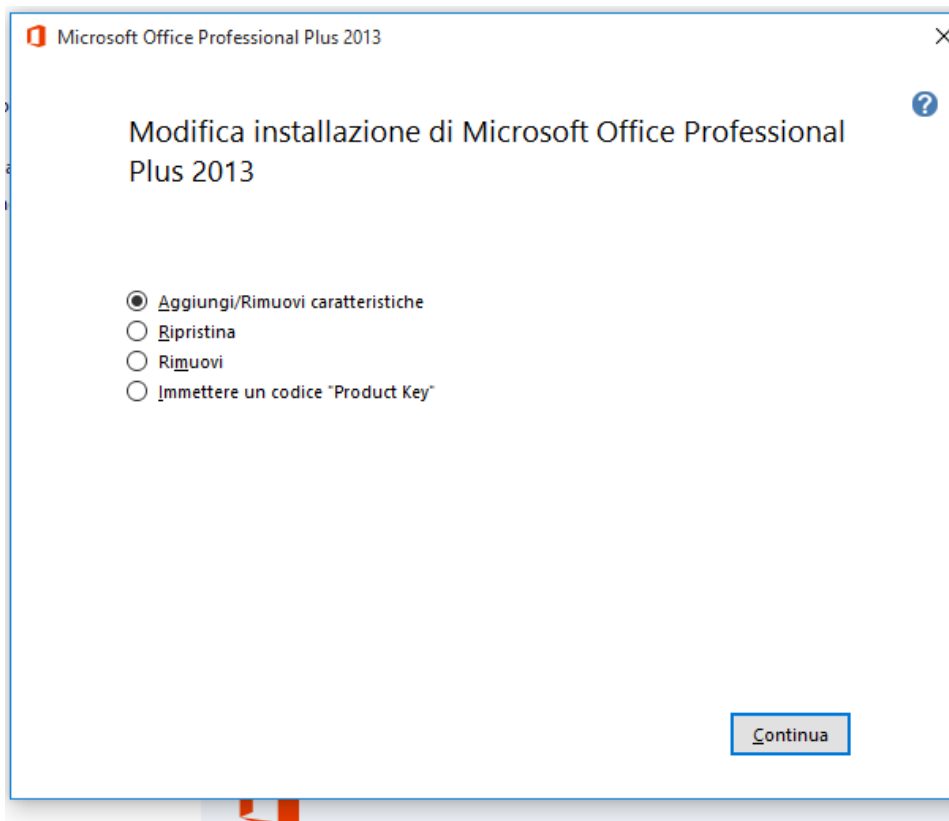 Microsoft Office Professional Plus 2013
Modifica installazione di Microsoft Office Professional
Plus 2013
Aggiungi/Rimuovi caratteristiche
Ripristina
Rimuovi
Immettere un codice "Product Key"
Continua